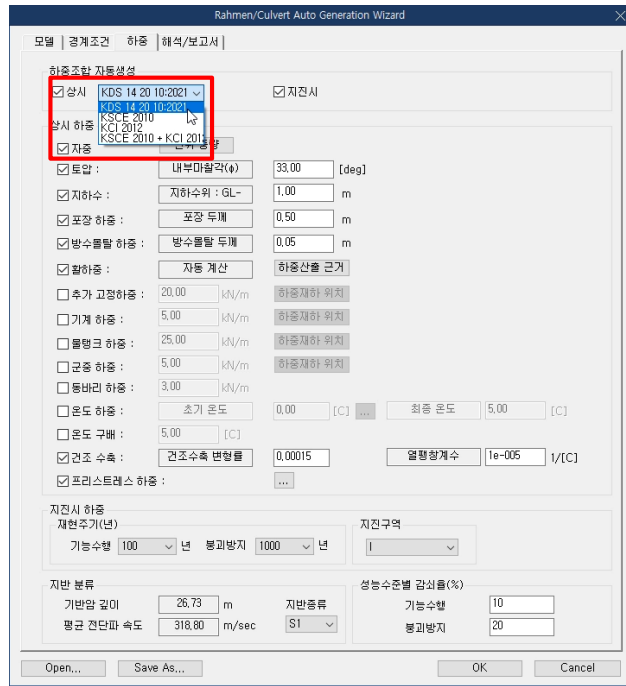 Rahmen/Culvert Auto Generation Wizard
모델 경계조건 하중 해석/보고서
하중조합 자동생성
상시 KDS 14 20 10:2021 지진시
KDS 14 20 10:2021
KSCE 2010
KCI 2012
KSCE 2010 + KCI 201
상시 하중
자중
토압 : 내부마찰각(ɸ) 33,00 [deg]
지하수 : 지하수위 : GL- 1,00 m
포장 하중 : 포장 두께 0,50 m
방수몰탈 하중 : 방수몰탈 두께 0,05 m
활하중 : 자동 계산 하중산출 근거
추가 고정하중 : 20,00 kN/m 하중재하 위치
기계 하중 : 5,00 kN/m 하중재하 위치
물탱크 하중 : 25,00 kN/m 하중재하 위치
군중 하중 : 5,00 kN/m 하중재하 위치
동바리 하중 : 3,00 kN/m
온도 하중 : 초기 온도 0,00 [C] ... 최종 온도 5,00 [C]
온도 구배 : 5,00 [C]
건조 수축 : 건조수축 변형률 0,00015 열팽창계수 1e-005 1/[C]
프리스트레스 하중 : ...
지진시 하중
재현주기(년) 지진구역
기능수행 100 년 붕괴방지 1000 년 I
지반 분류 성능수준별 감쇠율(%)
기반암 깊이 26,73 m 지반종류 기능수행 10
평균 전단파 속도 318,80 m/sec S1 붕괴방지 20
Open,,, Save As,,, OK Cancel